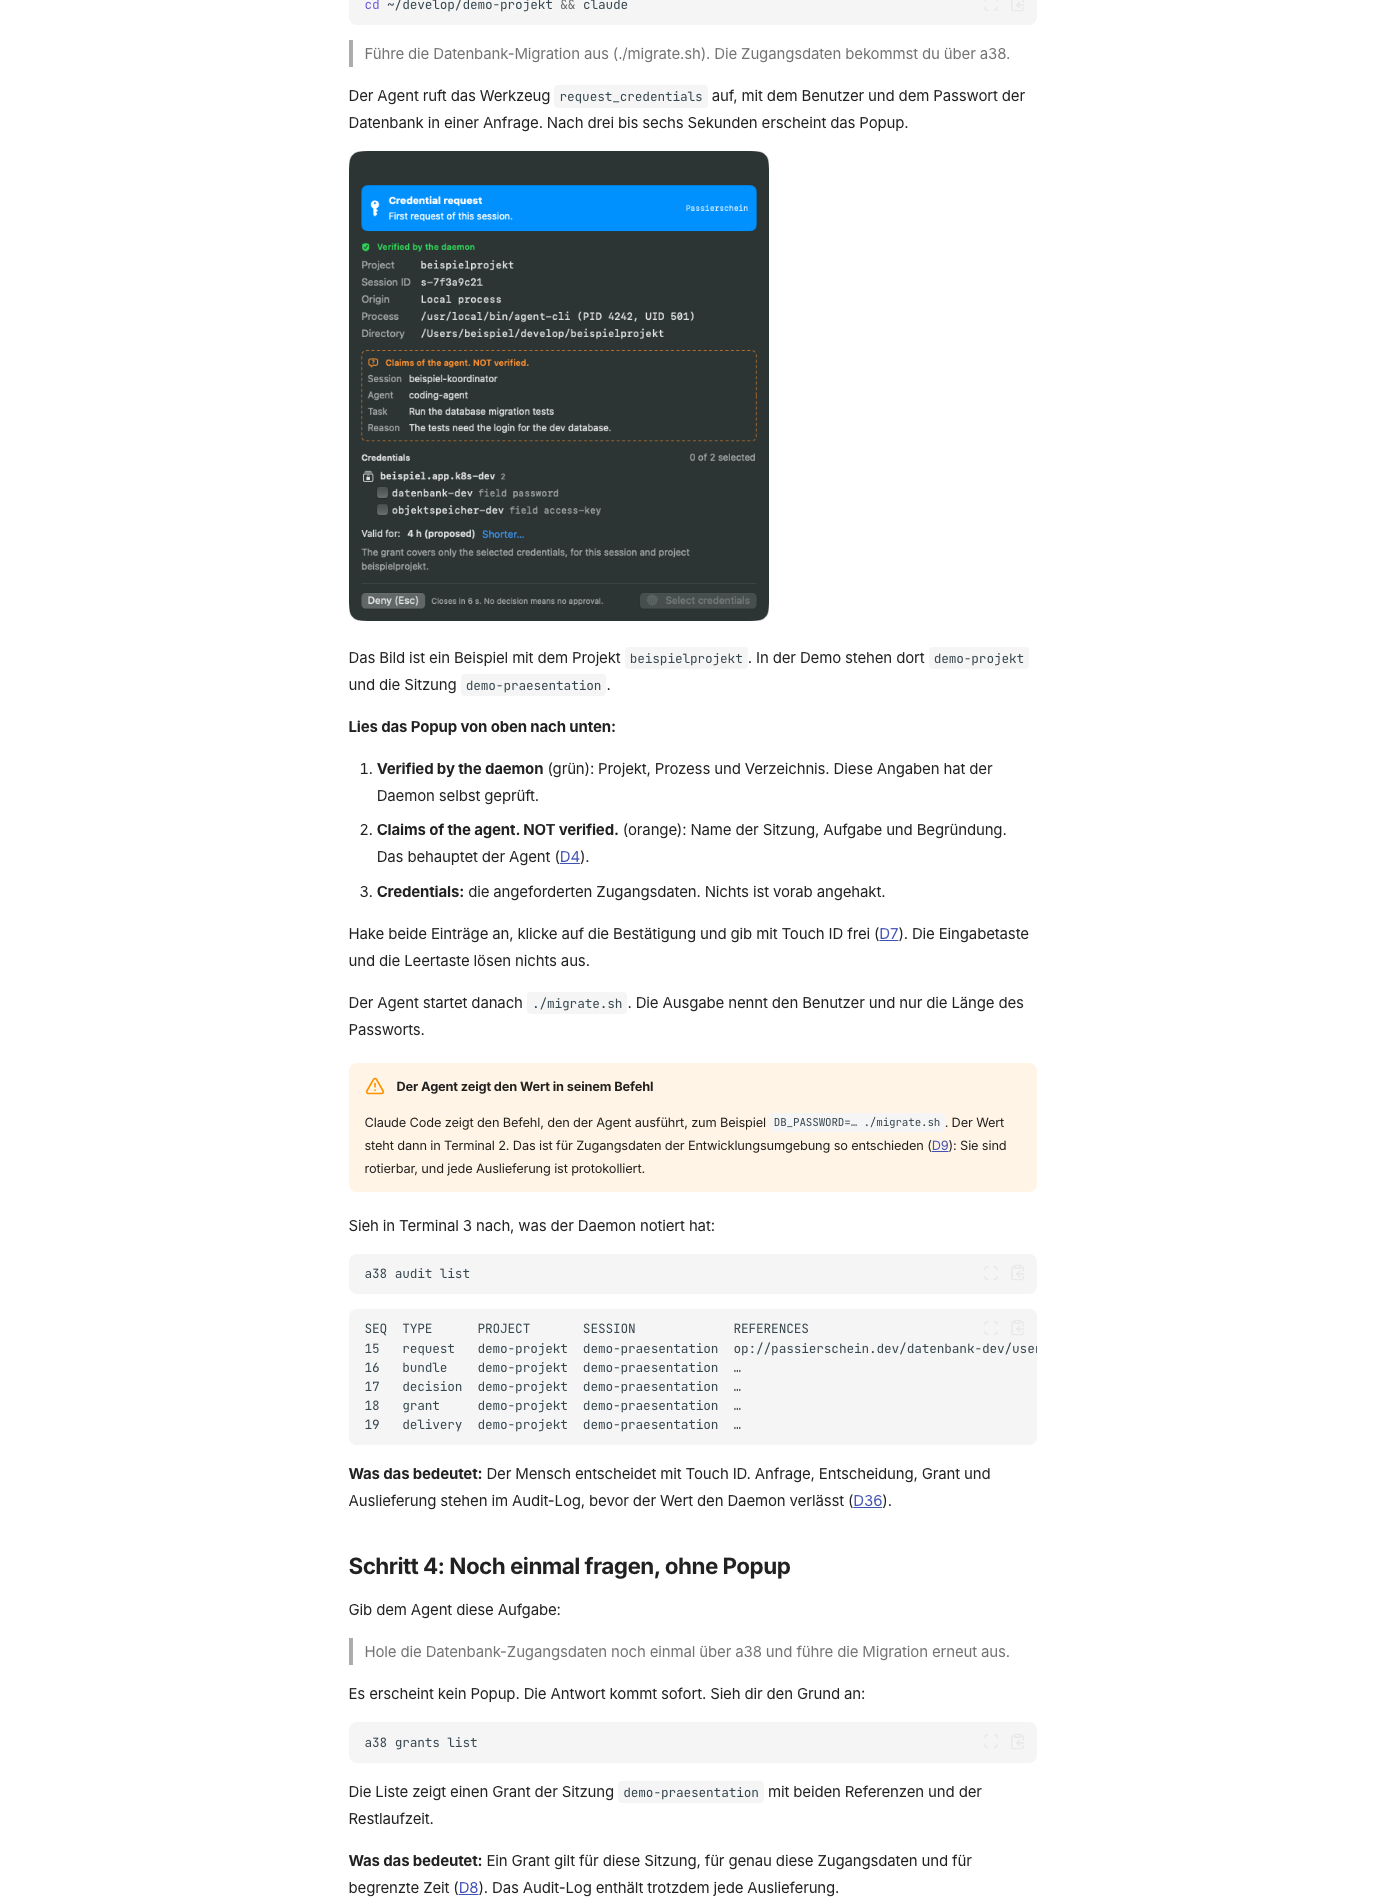 cd ~/develop/demo-projekt && claude
Führe die Datenbank-Migration aus (./migrate.sh). Die Zugangsdaten bekommst du über a38.
Der Agent ruft das Werkzeug request_credentials auf, mit dem Benutzer und dem Passwort der
Datenbank in einer Anfrage. Nach drei bis sechs Sekunden erscheint das Popup.
Credential request
First request of this session.
Passierschein
Verified by the daemon
Project beispielprojekt
Session ID s-7f3a9c21
Origin Local process
Process /usr/local/bin/agent-cli (PID 4242, UID 501)
Directory /Users/beispiel/develop/beispielprojekt
Claims of the agent. NOT verified.
Session beispiel-koordinator
Agent coding-agent
Task Run the database migration tests
Reason The tests need the login for the dev database.
Credentials 0 of 2 selected
beispiel.app.k8s-dev 2
datenbank-dev field password
objektspeicher-dev field access-key
Valid for: 4 h (proposed) Shorter...
The grant covers only the selected credentials, for this session and project
beispielprojekt.
Deny (Esc) Closes in 6 s. No decision means no approval. Select credentials
Das Bild ist ein Beispiel mit dem Projekt beispielprojekt. In der Demo stehen dort demo-projekt
und die Sitzung demo-praesentation.
Lies das Popup von oben nach unten:
1. Verified by the daemon (grün): Projekt, Prozess und Verzeichnis. Diese Angaben hat der
Daemon selbst geprüft.
2. Claims of the agent. NOT verified. (orange): Name der Sitzung, Aufgabe und Begründung.
Das behauptet der Agent (D4).
3. Credentials: die angeforderten Zugangsdaten. Nichts ist vorab angehakt.
Hake beide Einträge an, klicke auf die Bestätigung und gib mit Touch ID frei (D7). Die Eingabetaste
und die Leertaste lösen nichts aus.
Der Agent startet danach ./migrate.sh. Die Ausgabe nennt den Benutzer und nur die Länge des
Passworts.
Der Agent zeigt den Wert in seinem Befehl
Claude Code zeigt den Befehl, den der Agent ausführt, zum Beispiel DB_PASSWORD=… ./migrate.sh. Der Wert
steht dann in Terminal 2. Das ist für Zugangsdaten der Entwicklungsumgebung so entschieden (D9): Sie sind
rotierbar, und jede Auslieferung ist protokolliert.
Sieh in Terminal 3 nach, was der Daemon notiert hat:
a38 audit list
SEQ TYPE PROJECT SESSION REFERENCES
15 request demo-projekt demo-praesentation op://passierschein.dev/datenbank-dev/user
16 bundle demo-projekt demo-praesentation …
17 decision demo-projekt demo-praesentation …
18 grant demo-projekt demo-praesentation …
19 delivery demo-projekt demo-praesentation …
Was das bedeutet: Der Mensch entscheidet mit Touch ID. Anfrage, Entscheidung, Grant und
Auslieferung stehen im Audit-Log, bevor der Wert den Daemon verlässt (D36).
Schritt 4: Noch einmal fragen, ohne Popup
Gib dem Agent diese Aufgabe:
Hole die Datenbank-Zugangsdaten noch einmal über a38 und führe die Migration erneut aus.
Es erscheint kein Popup. Die Antwort kommt sofort. Sieh dir den Grund an:
a38 grants list
Die Liste zeigt einen Grant der Sitzung demo-praesentation mit beiden Referenzen und der
Restlaufzeit.
Was das bedeutet: Ein Grant gilt für diese Sitzung, für genau diese Zugangsdaten und für
begrenzte Zeit (D8). Das Audit-Log enthält trotzdem jede Auslieferung.